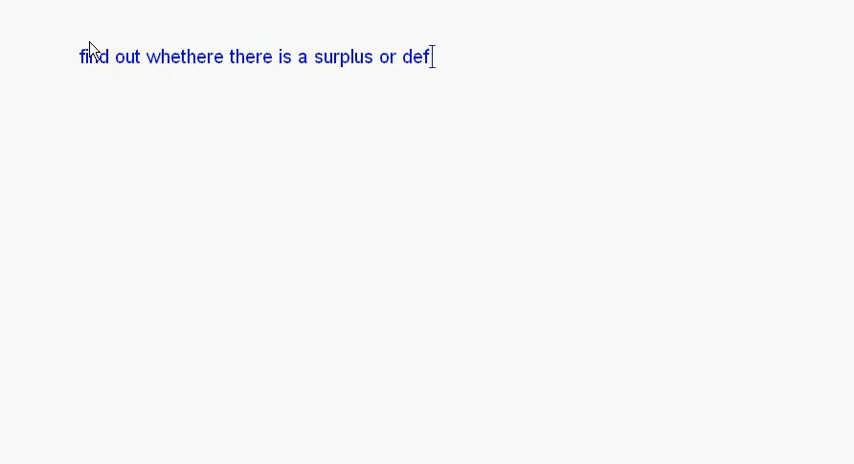 find out whethere there is a surplus or def